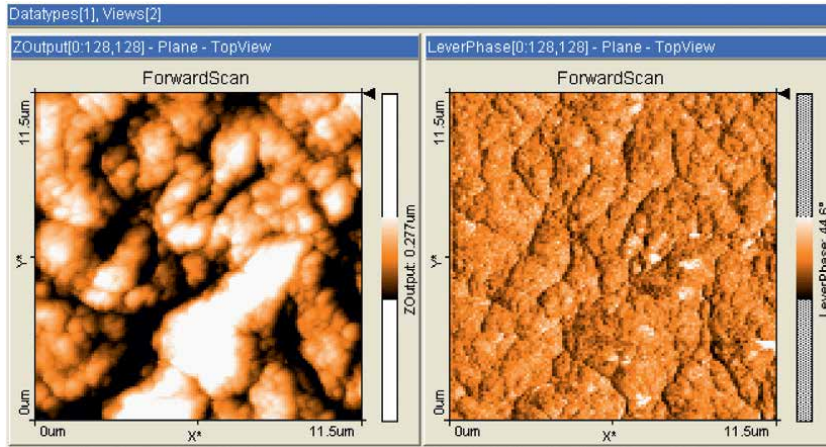 Datatypes[1], Views[2]
ZOutput[0:128,128] - Plane - TopView
ForwardScan
11.5um
Y*
0um
0um
X*
11.5um
ZOutput: 0.277um
LeverPhase[0:128,128] - Plane - TopView
ForwardScan
11.5um
Y*
0um
0um
X*
11.5um
LeverPhase: 44.6°